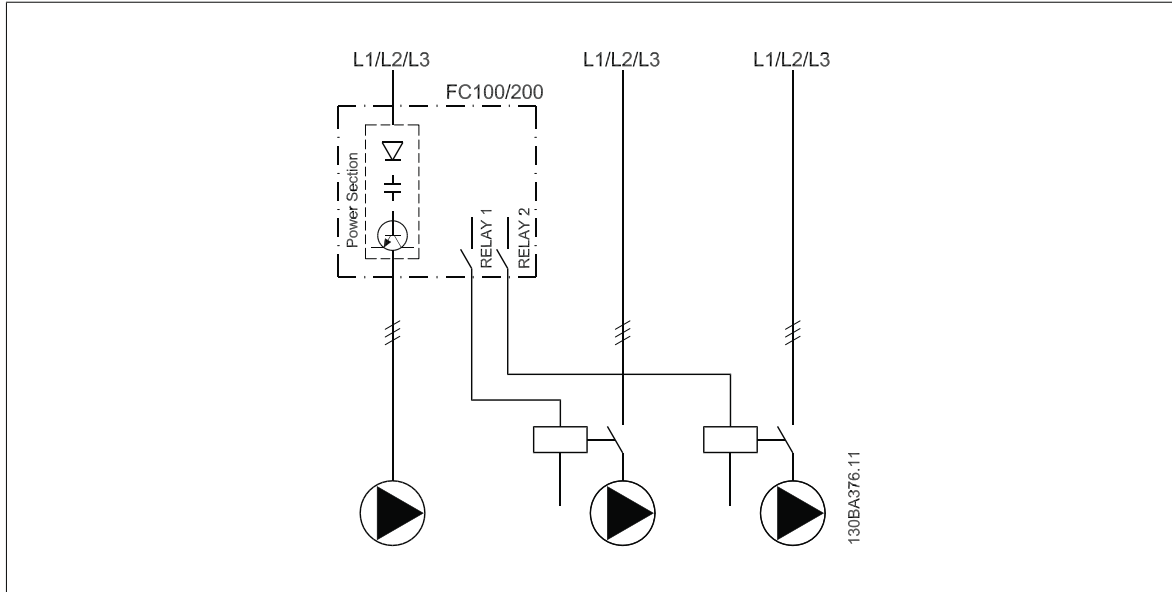 L1/L2/L3
L1/L2/L3
L1/L2/L3
FC100/200
Power Section
RELAY 1
RELAY 2
130BA376.11